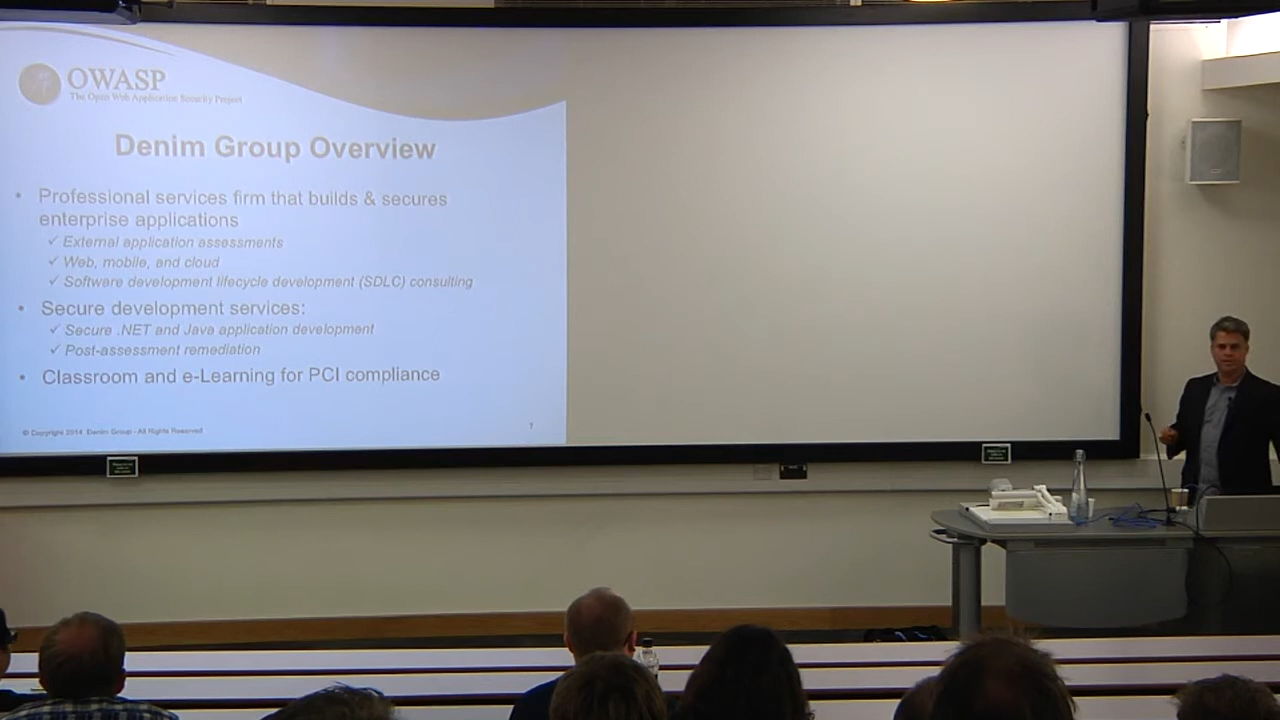 OWASP
The Open Web Application Security Project
Denim Group Overview
• Professional services firm that builds & secures
enterprise applications
✓ External application assessments
✓ Web, mobile, and cloud
✓ Software development lifecycle development (SDLC) consulting
• Secure development services:
✓ Secure .NET and Java application development
✓ Post-assessment remediation
• Classroom and e-Learning for PCI compliance
© Copyright 2014 Denim Group - All Rights Reserved
7